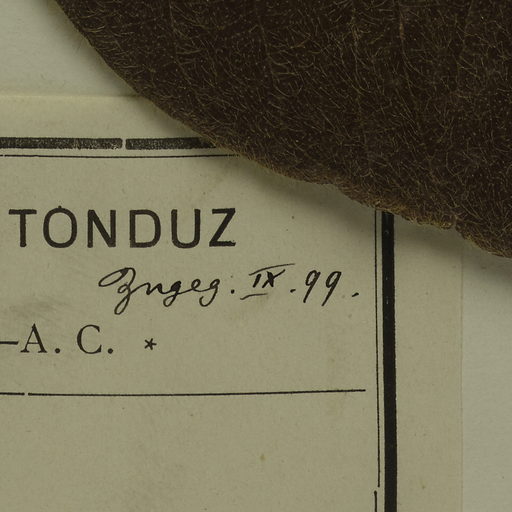 TONDUZ
Zugeg. IX. 99.
–A. C. *